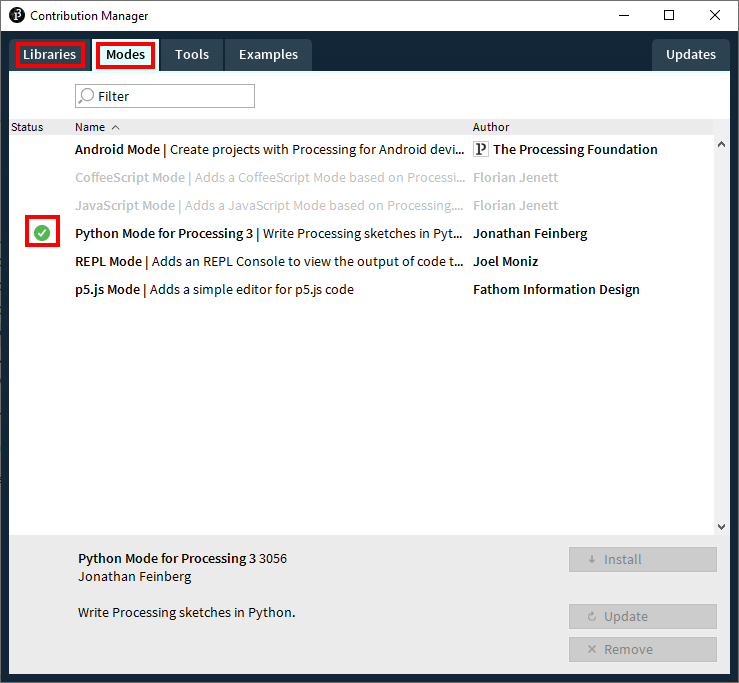 Contribution Manager
Libraries Modes Tools Examples Updates
Filter
Status Name Author
Android Mode | Create projects with Processing for Android devi... The Processing Foundation
CoffeeScript Mode | Adds a CoffeeScript Mode based on Processi... Florian Jenett
JavaScript Mode | Adds a JavaScript Mode based on Processing.... Florian Jenett
Python Mode for Processing 3 | Write Processing sketches in Pyt... Jonathan Feinberg
REPL Mode | Adds an REPL Console to view the output of code t... Joel Moniz
p5.js Mode | Adds a simple editor for p5.js code Fathom Information Design
Python Mode for Processing 3 3056
Jonathan Feinberg
Write Processing sketches in Python.
Install
Update
Remove